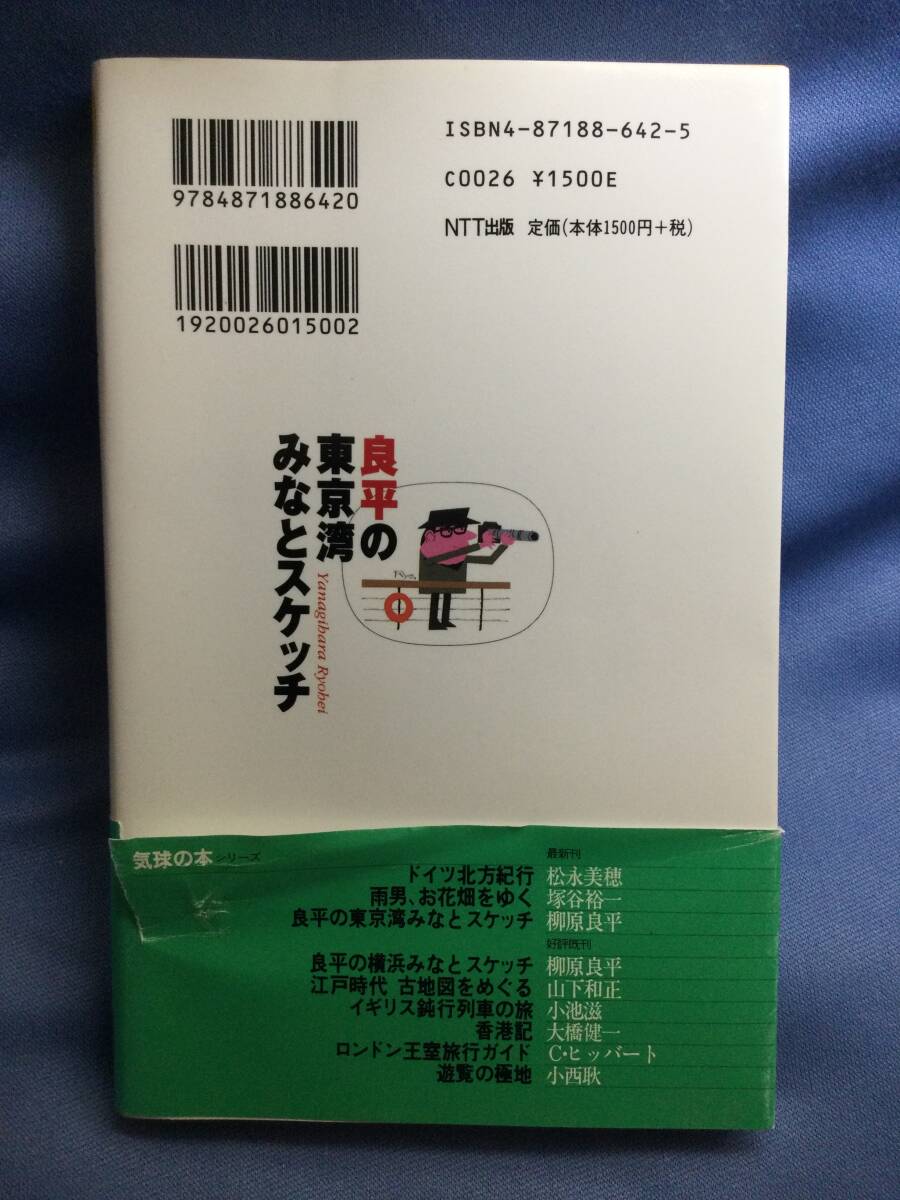 9784871886420
1920026015002
ISBN4-87188-642-5
C0026 ¥1500E
NTT出版 定価(本体1500円+税)
良平の
東京湾
みなとスケッチ
Yanagihara Ryohei
気球の本シリーズ
最新刊
ドイツ北方紀行 松永美穂
雨男、お花畑をゆく 塚谷裕一
良平の東京湾みなとスケッチ 柳原良平
好評既刊
良平の横浜みなとスケッチ 柳原良平
江戸時代 古地図をめぐる 山下和正
イギリス鈍行列車の旅 小池滋
香港記 大橋健一
ロンドン王室旅行ガイド C・ヒッバート
遊覧の極地 小西耿